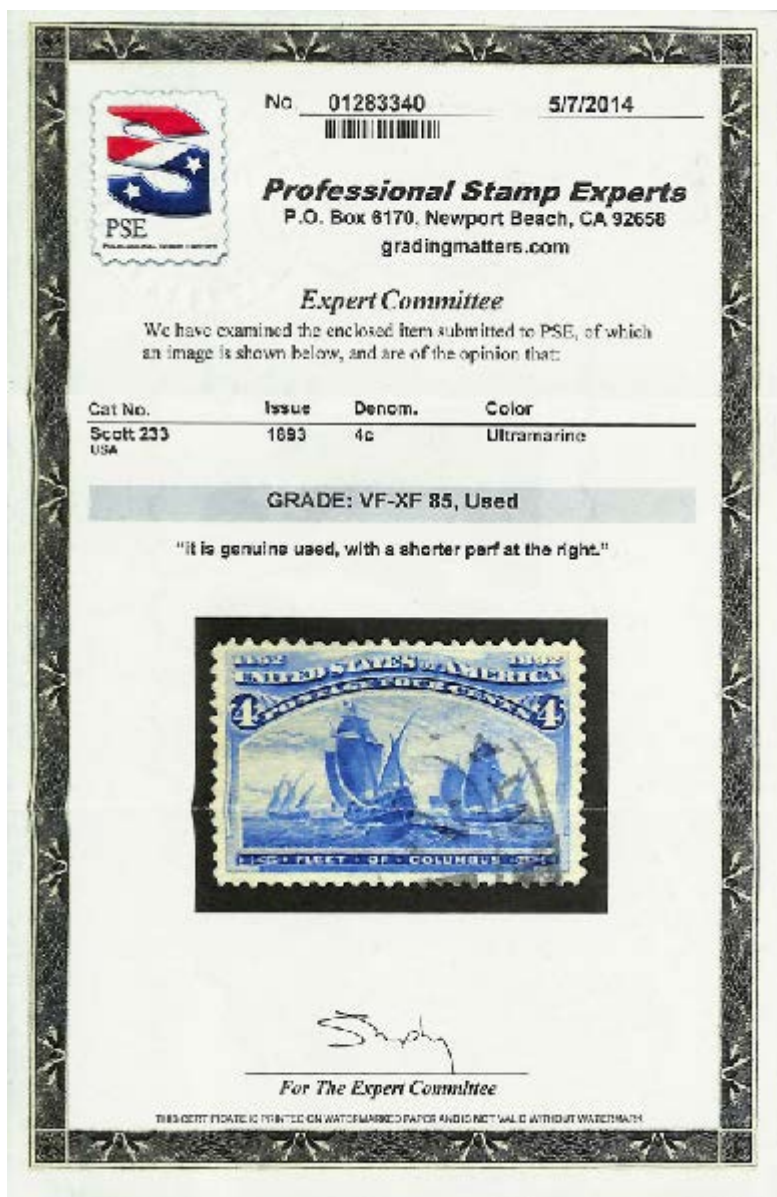 No. 01283340 5/7/2014
PSE
Professional Stamp Experts
P.O. Box 6170, Newport Beach, CA 92658
gradingmatters.com
Expert Committee
We have examined the enclosed item submitted to PSE, of which
an image is shown below, and are of the opinion that:
Cat No. Issue Denom. Color
Scott 233 1893 4c Ultramarine
USA
GRADE: VF-XF 85, Used
"it is genuine used, with a shorter perf at the right."
1492 1892
UNITED STATES OF AMERICA
POSTAGE FOUR CENTS
4 4
FLEET · OF · COLUMBUS
For The Expert Committee
THIS CERTIFICATE IS PRINTED ON WATERMARKED PAPER AND IS NOT VALID WITHOUT WATERMARK